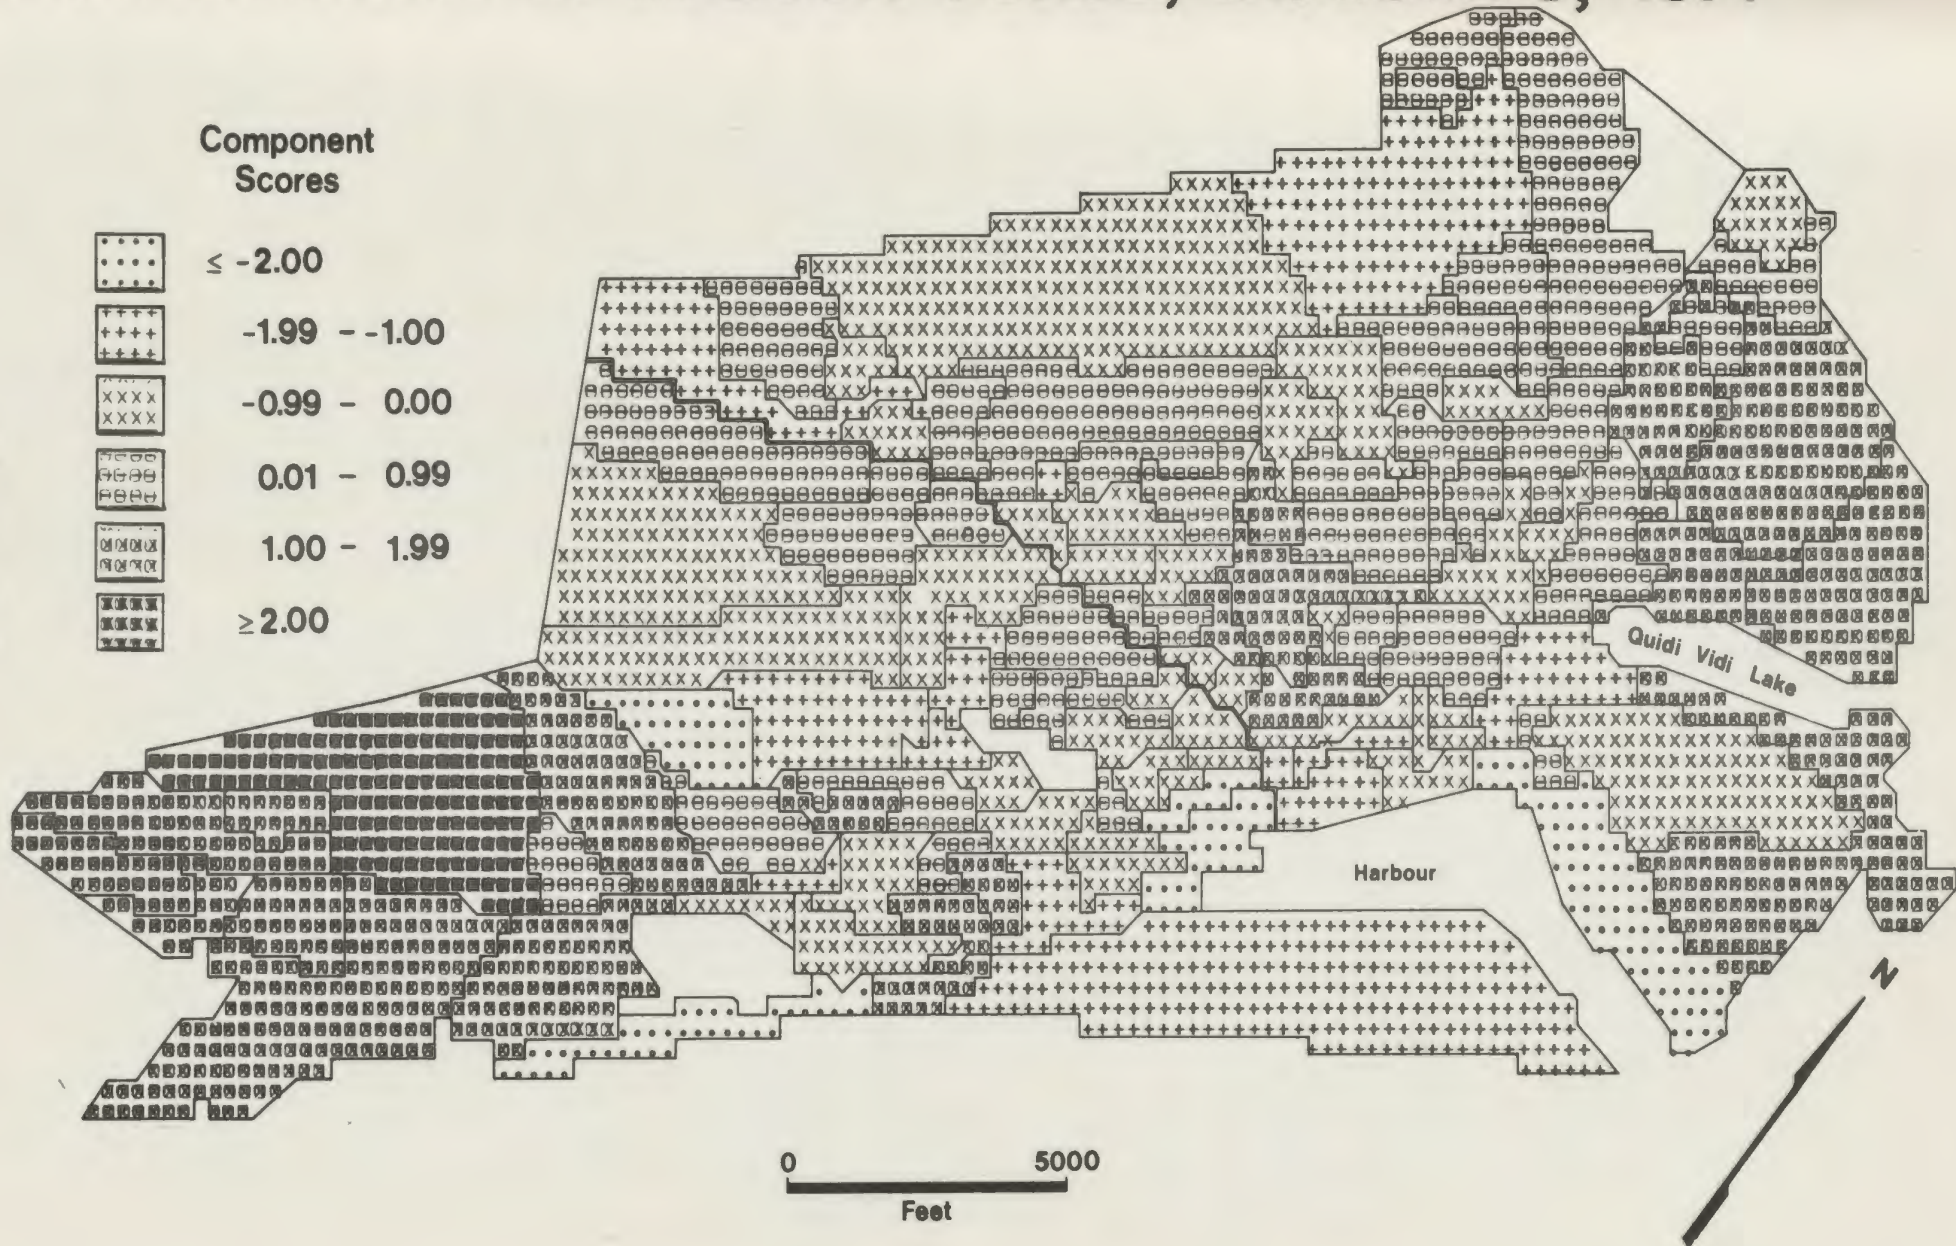 Component
Scores
≤ -2.00
-1.99 - -1.00
-0.99 - 0.00
0.01 - 0.99
1.00 - 1.99
≥2.00
Quidi Vidi Lake
Harbour
N
0 5000
Feet